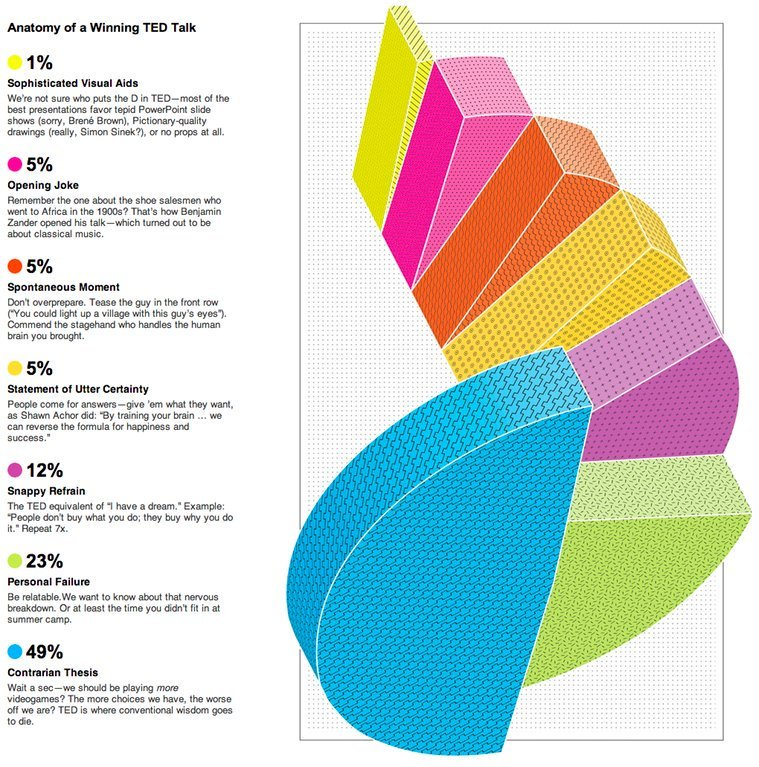 Anatomy of a Winning TED Talk
1%
Sophisticated Visual Aids
We're not sure who puts the D in TED—most of the
best presentations favor tepid PowerPoint slide
shows (sorry, Brené Brown), Pictionary-quality
drawings (really, Simon Sinek?), or no props at all.
5%
Opening Joke
Remember the one about the shoe salesmen who
went to Africa in the 1900s? That's how Benjamin
Zander opened his talk—which turned out to be
about classical music.
5%
Spontaneous Moment
Don't overprepare. Tease the guy in the front row
("You could light up a village with this guy's eyes").
Commend the stagehand who handles the human
brain you brought.
5%
Statement of Utter Certainty
People come for answers—give 'em what they want,
as Shawn Achor did: "By training your brain ... we
can reverse the formula for happiness and
success."
12%
Snappy Refrain
The TED equivalent of "I have a dream." Example:
"People don't buy what you do; they buy why you do
it." Repeat 7x.
23%
Personal Failure
Be relatable.We want to know about that nervous
breakdown. Or at least the time you didn't fit in at
summer camp.
49%
Contrarian Thesis
Wait a sec—we should be playing more
videogames? The more choices we have, the worse
off we are? TED is where conventional wisdom goes
to die.